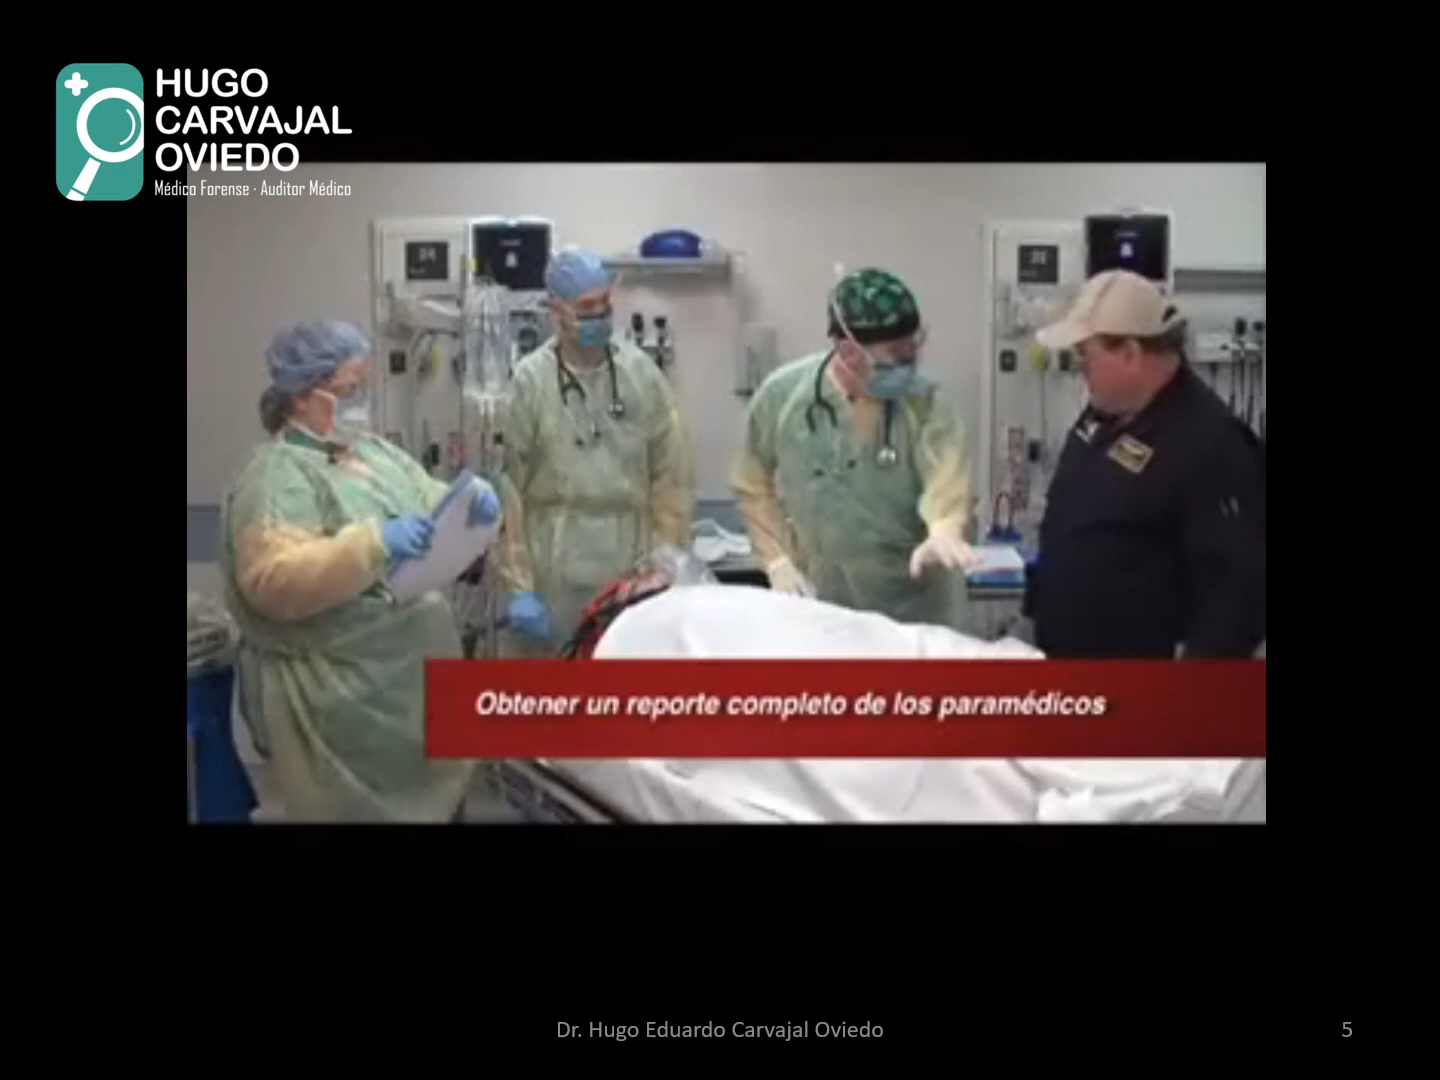 HUGO
CARVAJAL
OVIEDO
Médico Forense · Auditor Médico
Obtener un reporte completo de los paramédicos
Dr. Hugo Eduardo Carvajal Oviedo
5